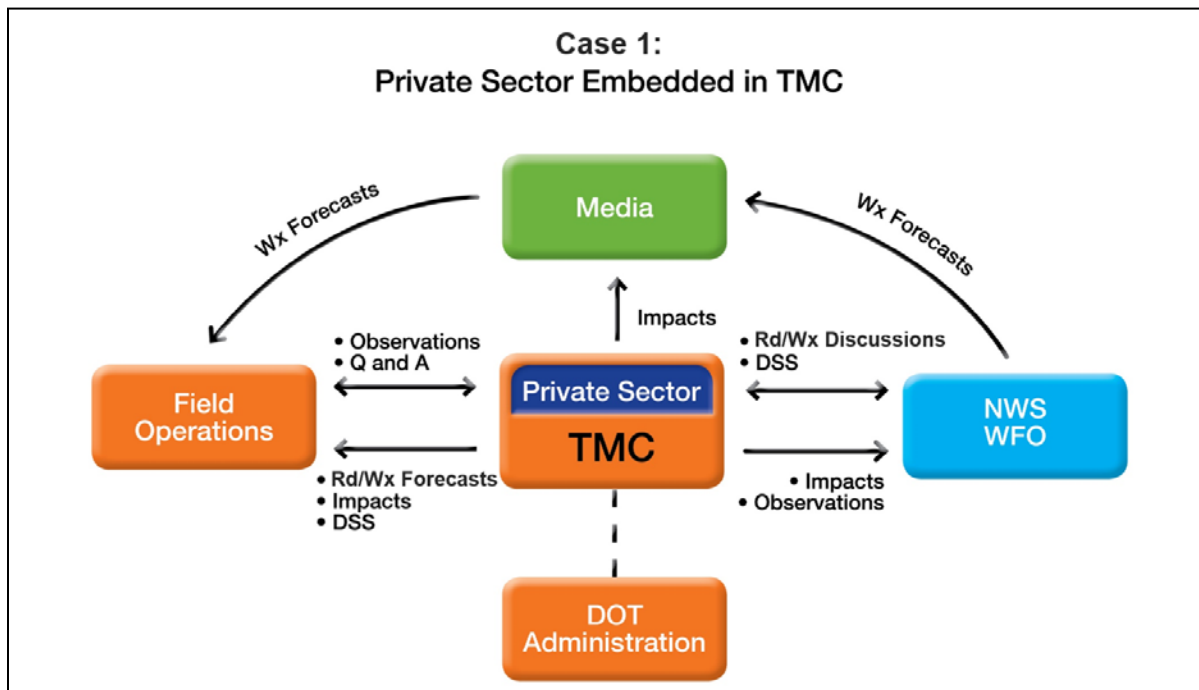 Case 1:
Private Sector Embedded in TMC
Media
Wx Forecasts
Wx Forecasts
Impacts
• Observations
• Q and A
• Rd/Wx Discussions
• DSS
Field
Operations
Private Sector
TMC
NWS
WFO
• Rd/Wx Forecasts
• Impacts
• DSS
• Impacts
• Observations
DOT
Administration